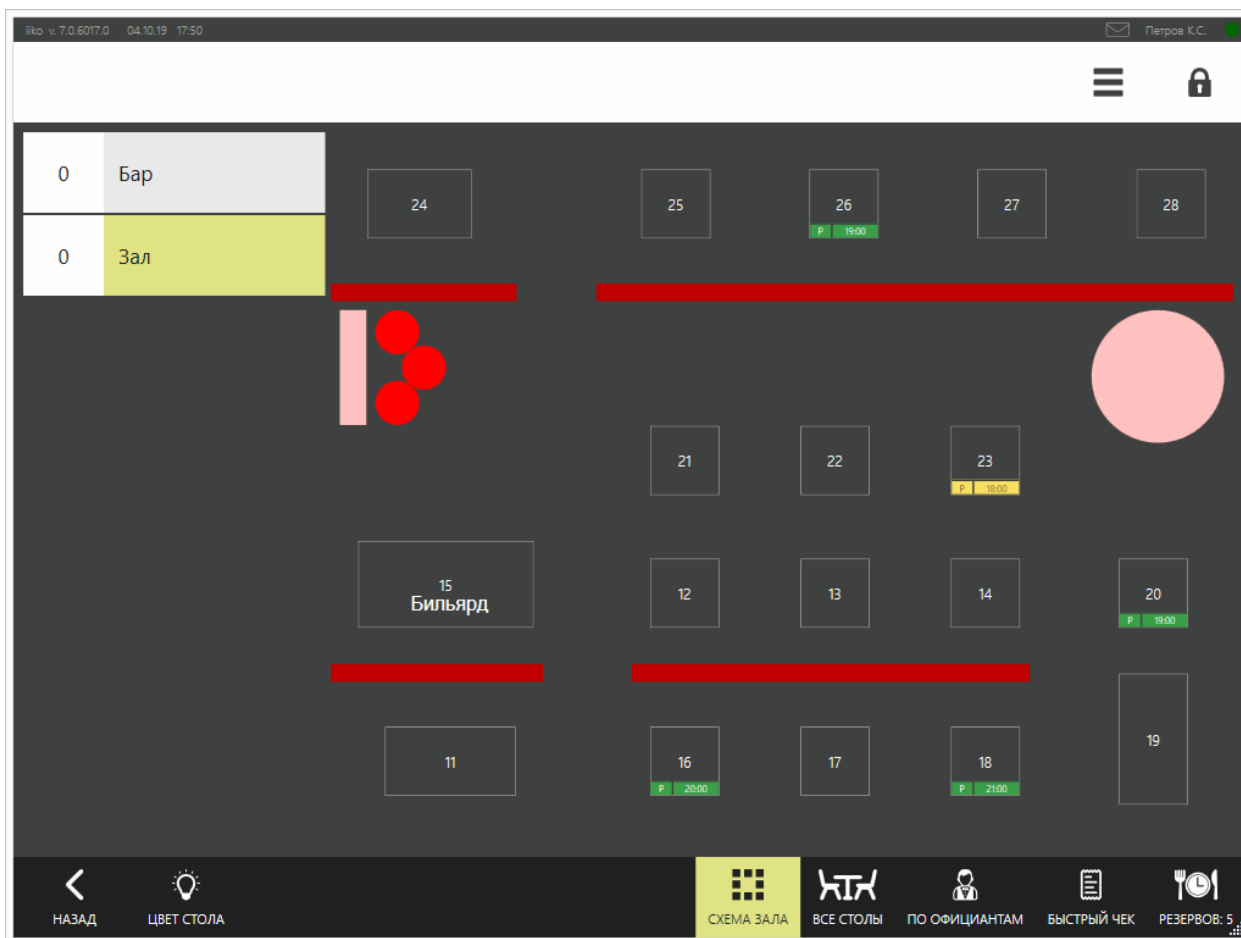 iiko v. 7.0.6017.0 04.10.19 17:50 Петров К.С.
0 Бар
0 Зал
24 25 26 27 28
P 19:00
21 22 23
P 18:00
15
Бильярд
12 13 14 20
P 19:00
11 16 17 18 19
P 20:00 P 21:00
НАЗАД ЦВЕТ СТОЛА СХЕМА ЗАЛА ВСЕ СТОЛЫ ПО ОФИЦИАНТАМ БЫСТРЫЙ ЧЕК РЕЗЕРВОВ: 5